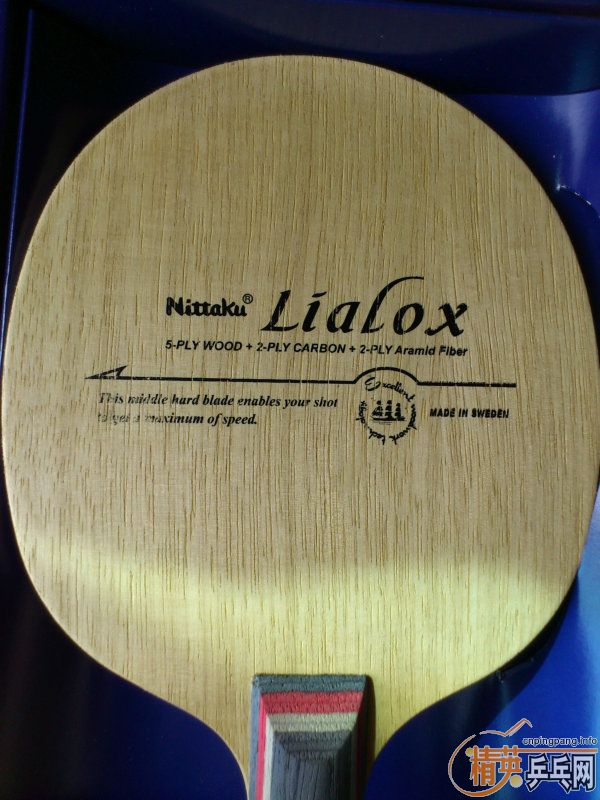 Nittaku® Lialox
5-PLY WOOD + 2-PLY CARBON + 2-PLY Aramid Fiber
This middle hard blade enables your shot
to get a maximum of speed.
Excellent
MADE IN SWEDEN
cnpingpang.info
精英乒乓网